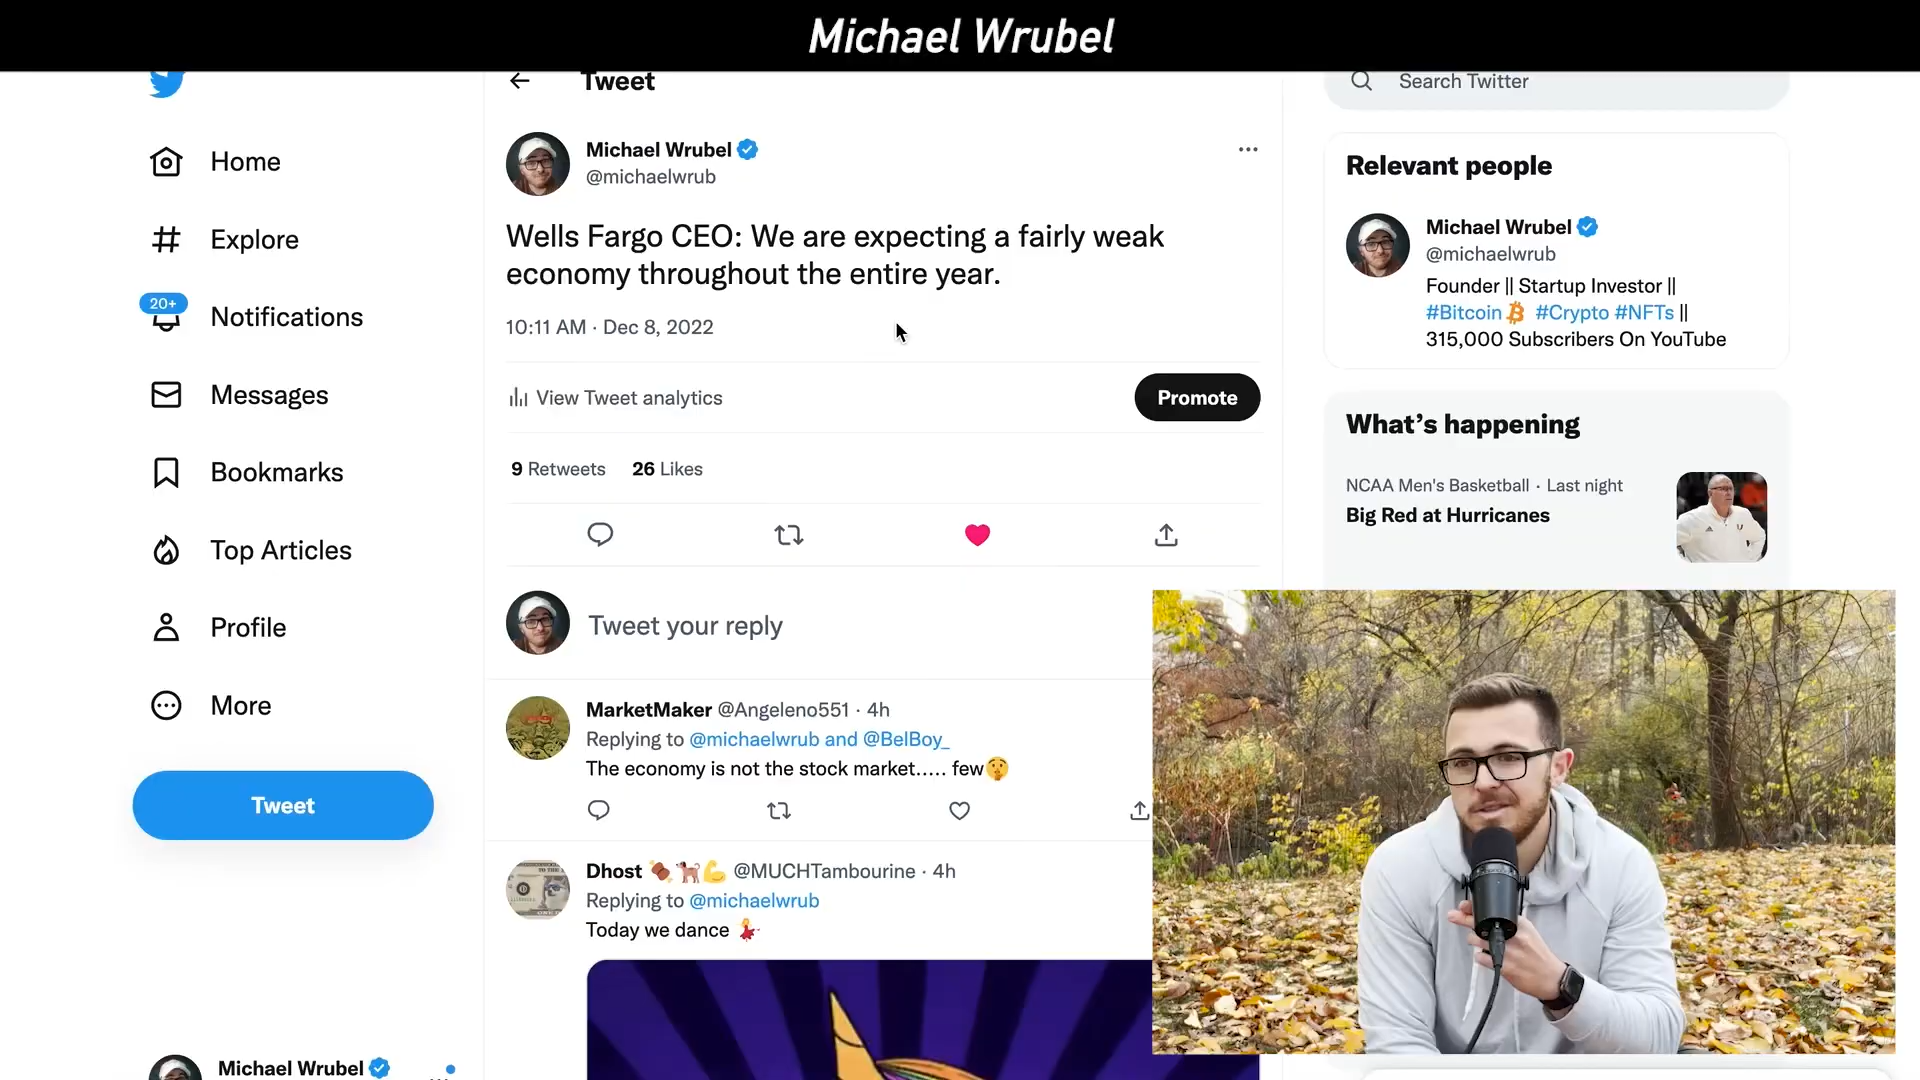 Michael Wrubel
Home
Explore
20+
Notifications
Messages
Bookmarks
Top Articles
Profile
More
Tweet
Michael Wrubel
Tweet
Michael Wrubel
@michaelwrub
Wells Fargo CEO: We are expecting a fairly weak
economy throughout the entire year.
10:11 AM · Dec 8, 2022
View Tweet analytics
Promote
9 Retweets 26 Likes
Tweet your reply
MarketMaker @Angeleno551 · 4h
Replying to @michaelwrub and @BelBoy_
The economy is not the stock market..... few🤫
Dhost 🍫🐕💪 @MUCHTambourine · 4h
Replying to @michaelwrub
Today we dance 💃
Search Twitter
Relevant people
Michael Wrubel
@michaelwrub
Founder || Startup Investor ||
#Bitcoin #Crypto #NFTs ||
315,000 Subscribers On YouTube
What's happening
NCAA Men's Basketball · Last night
Big Red at Hurricanes